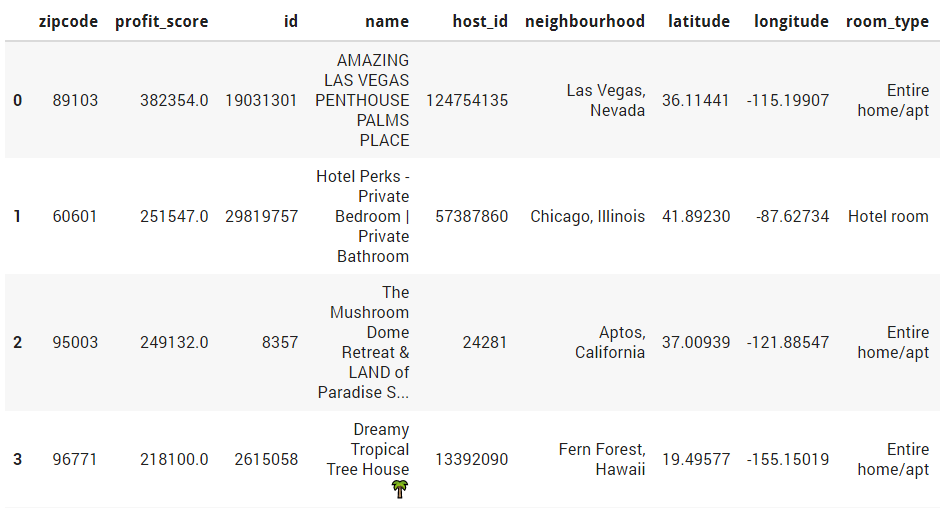 zipcode profit_score id name host_id neighbourhood latitude longitude room_type
AMAZING
LAS VEGAS
0 89103 382354.0 19031301 PENTHOUSE 124754135 Las Vegas, Nevada 36.11441 -115.19907 Entire home/apt
PALMS
PLACE
Hotel Perks -
Private
1 60601 251547.0 29819757 Bedroom | 57387860 Chicago, Illinois 41.89230 -87.62734 Hotel room
Private
Bathroom
The
Mushroom
2 95003 249132.0 8357 Dome 24281 Aptos, California 37.00939 -121.88547 Entire home/apt
Retreat &
LAND of
Paradise S...
Dreamy
Tropical
3 96771 218100.0 2615058 Tree House 13392090 Fern Forest, Hawaii 19.49577 -155.15019 Entire home/apt
🌴